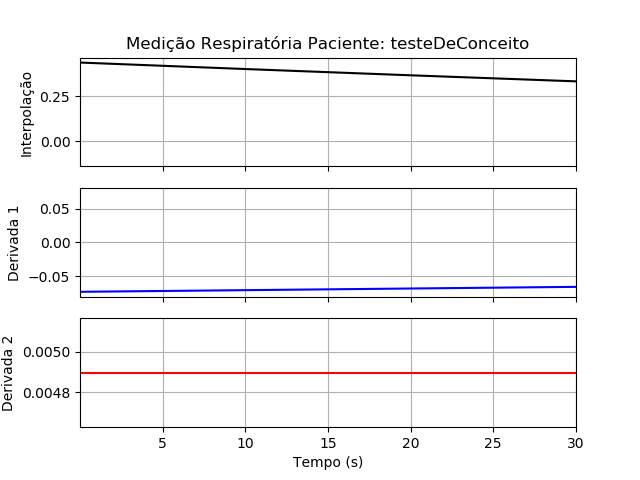 Medição Respiratória Paciente: testeDeConceito
Interpolação
0.25
0.00
Derivada 1
0.05
0.00
−0.05
Derivada 2
0.0050
0.0048
5 10 15 20 25 30
Tempo (s)